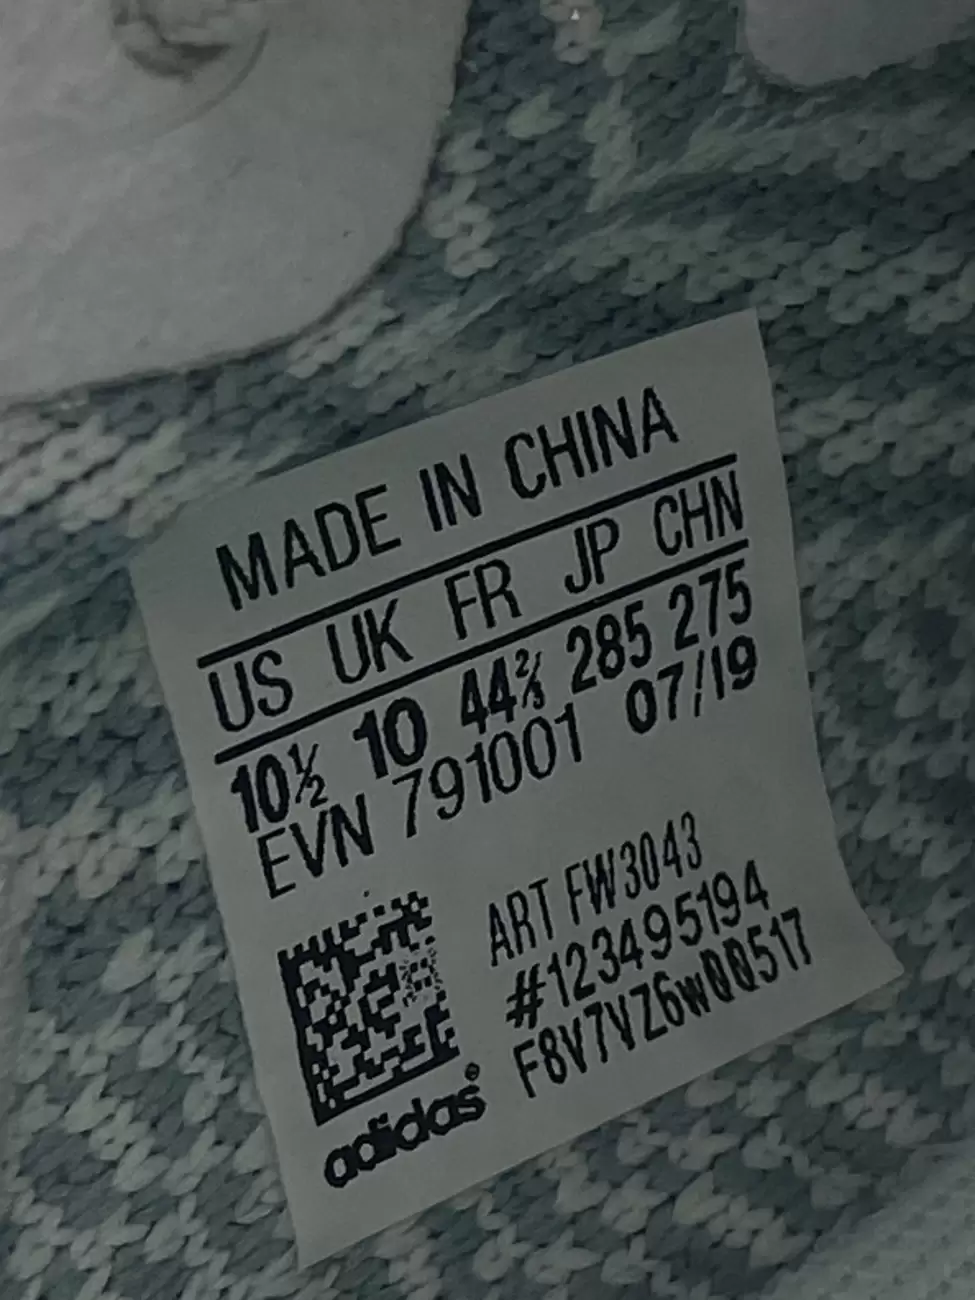 MADE IN CHINA
US UK FR JP CHN
10½ 10 44⅔ 285 275
EVN 791001 07/19
ART FW3043
#123495194
F8V7VZ6w00517
adidas®